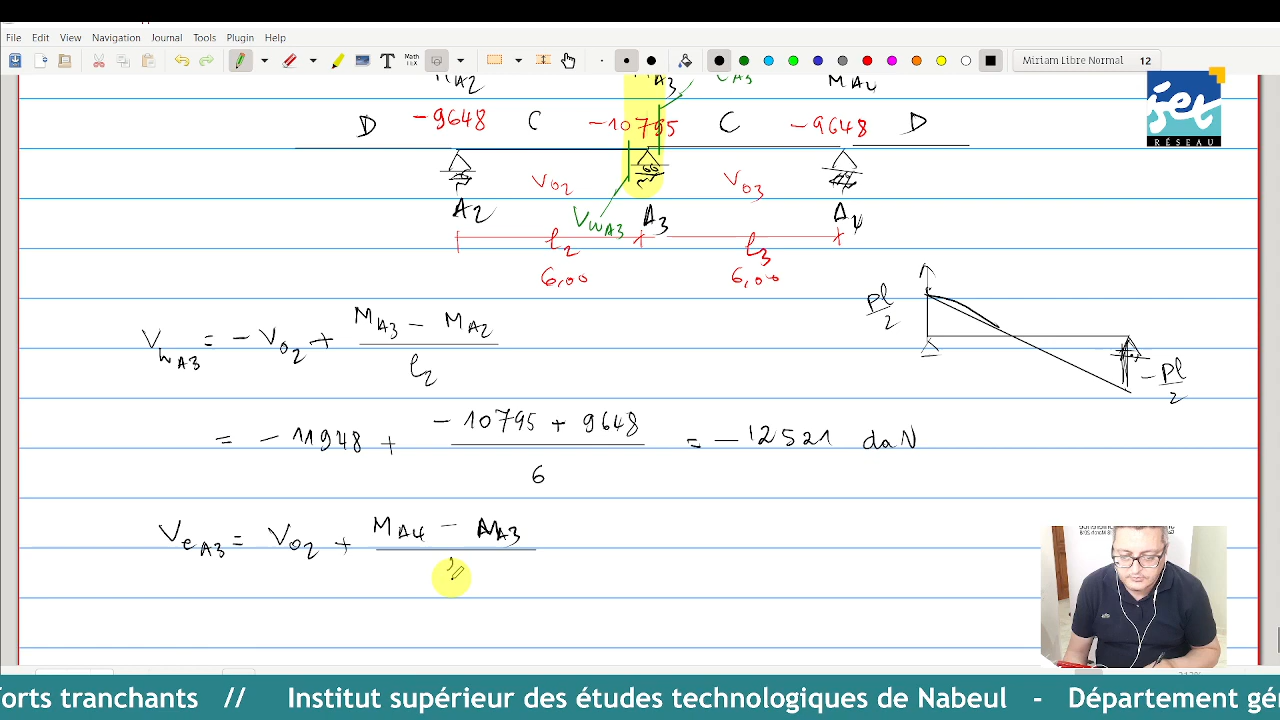 File Edit View Navigation Journal Tools Plugin Help
Miriam Libre Normal 12
MA2 MA3 MA4
D -9648 C -10795 C -9648 D
V02 V03
A2 VwA3 A3 A4
l2 l3
6,00 6,00
VwA3 = - V02 + MA3 - MA2 / l2
Pl/2
- Pl/2
= - 11948 + - 10795 + 9648 / 6 = - 12521 daN
VeA3 = V02 + MA4 - MA3
iset
RÉSEAU
forts tranchants // Institut supérieur des études technologiques de Nabeul - Département gé